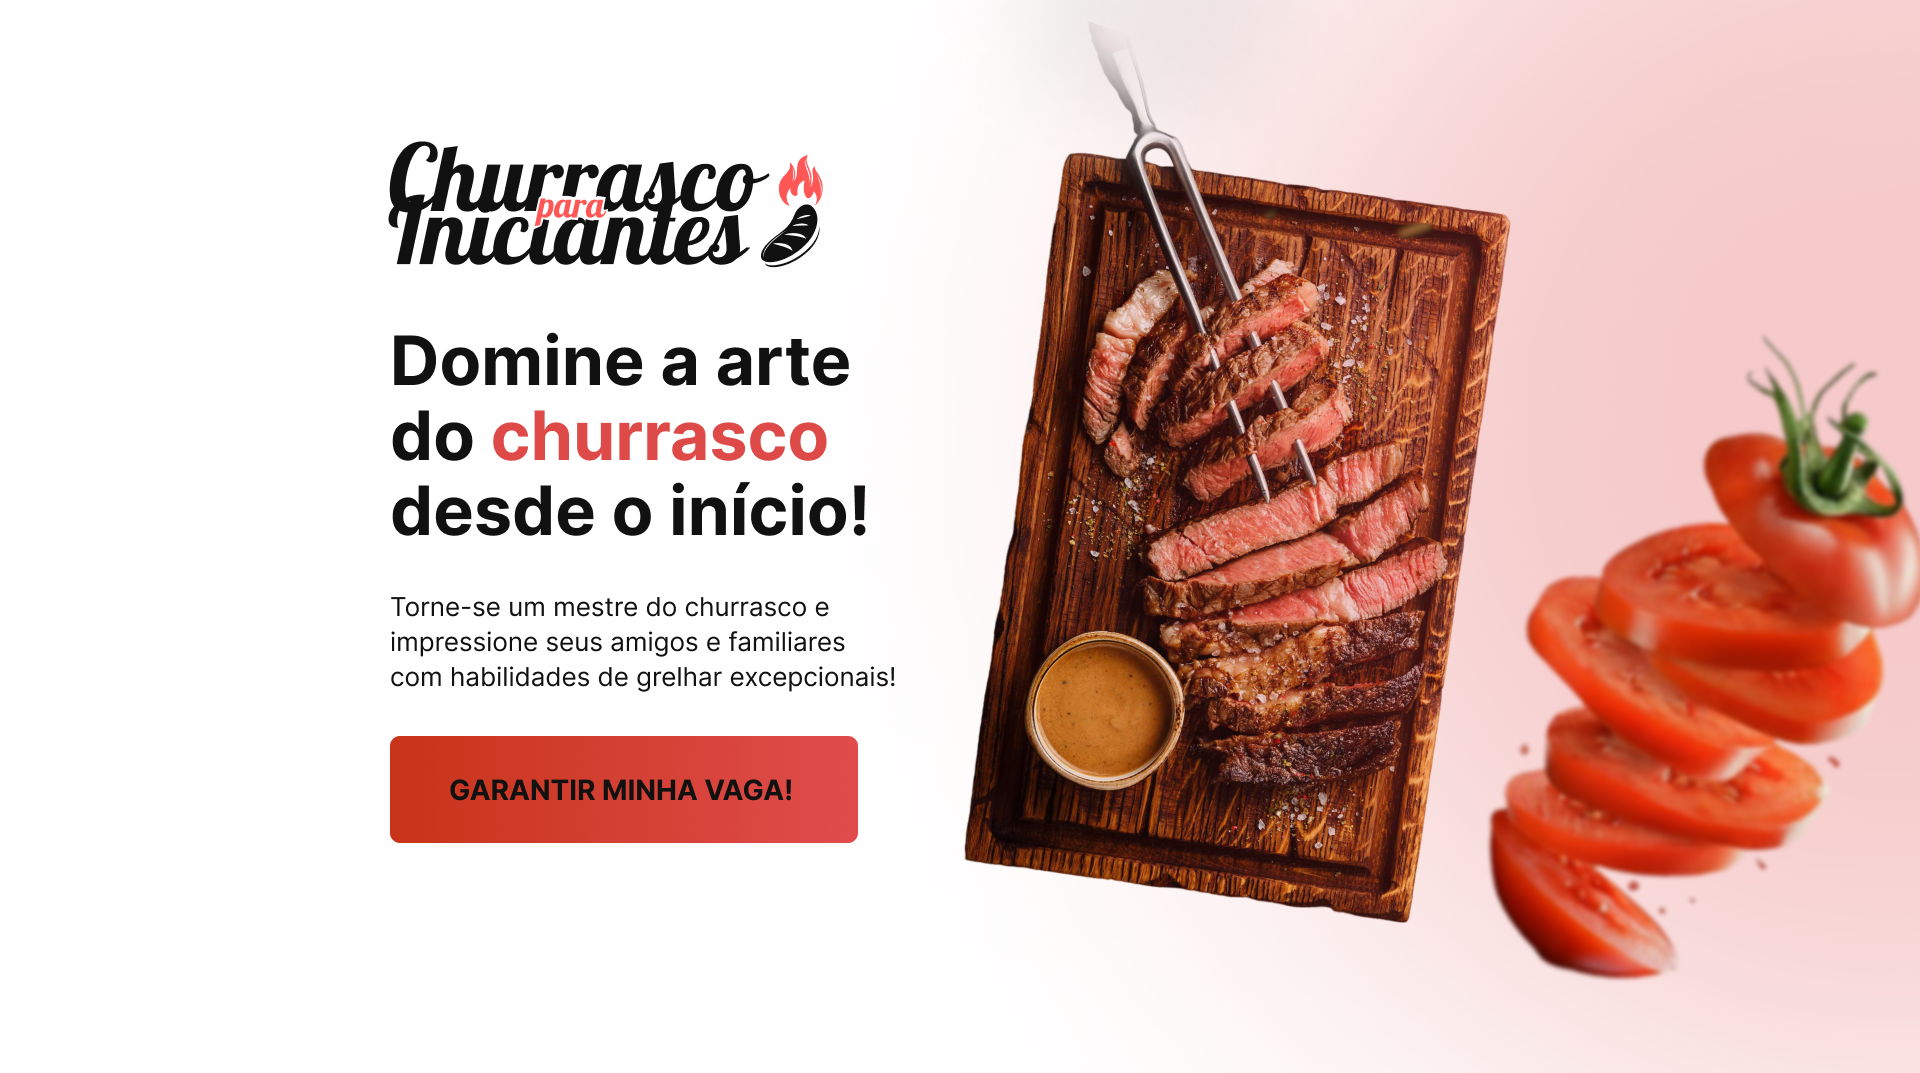 Churrasco
para
Iniciantes
Domine a arte
do churrasco
desde o início!
Torne-se um mestre do churrasco e
impressione seus amigos e familiares
com habilidades de grelhar excepcionais!
GARANTIR MINHA VAGA!